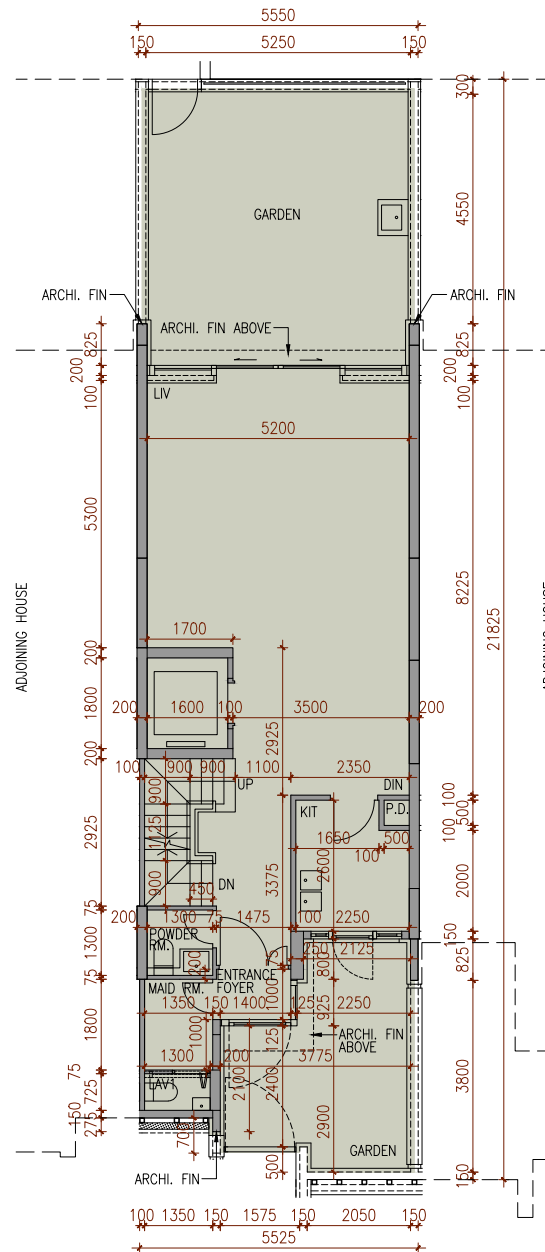 5550
150 5250 150
300
GARDEN
4550
ARCHI. FIN
ARCHI. FIN
ARCHI. FIN ABOVE
825
825
200
200
LIV
100
100
5200
5300
8225
21825
ADJOINING HOUSE
1700
200
1800
200 1600 100 3500 200
2925
200
100 900 900 1100 2350
UP
DIN
900
KIT
P.D.
100
500
100
2925
1125
1650 500
100
2600
2000
3375
900
450
DN
75
200 1300 75 1475 100 2250
POWDER
RM.
1300
250 2125
150
75
800
825
200
75
ENTRANCE
FOYER
MAID RM.
1000
1350 150 1400 125 2250
925
1800
1000
125
ARCHI. FIN
ABOVE
1300 200 3775
75
2100
2400
3800
LAV1
725
150
275
700
2900
GARDEN
500
ARCHI. FIN
150
100 1350 150 1575 150 2050 150
5525